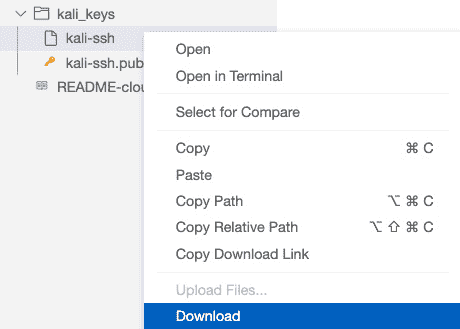 kali_keys
kali-ssh
kali-ssh.pub
README-clou
Open
Open in Terminal
Select for Compare
Copy ⌘ C
Paste
Copy Path ⌥ ⌘ C
Copy Relative Path ⌥ ⇧ ⌘ C
Copy Download Link
Upload Files...
Download